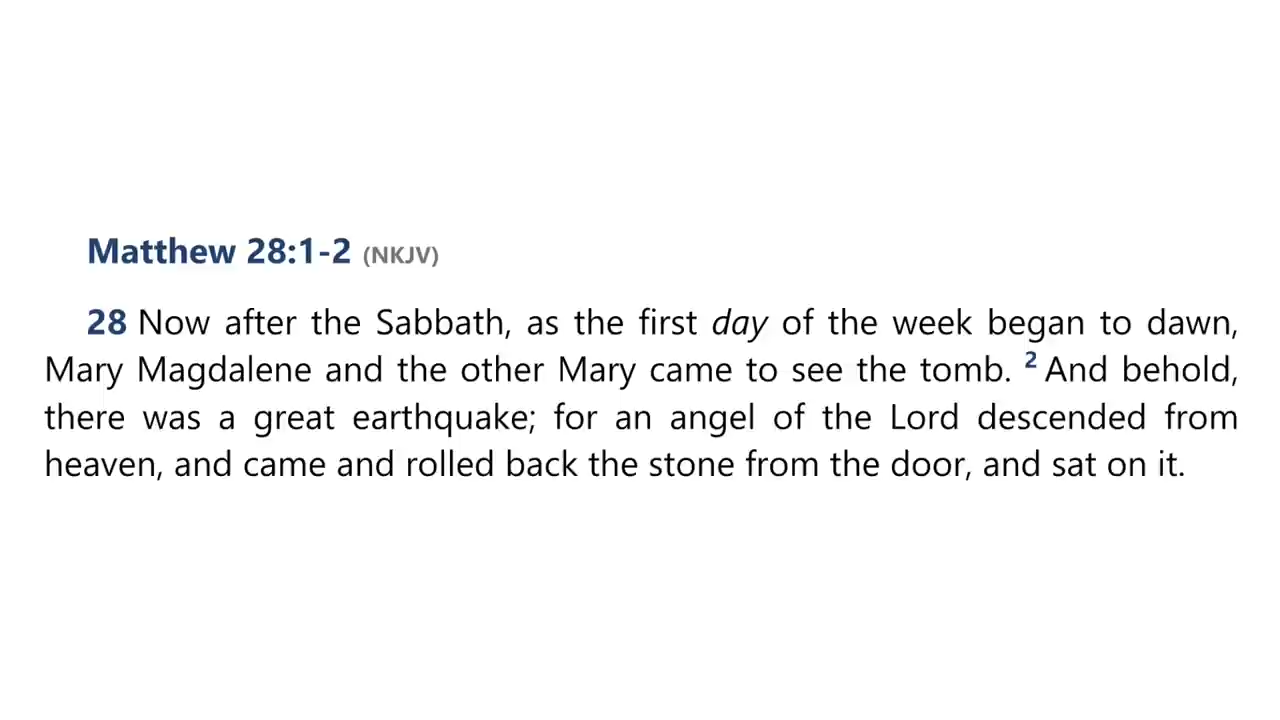 Matthew 28:1-2 (NKJV)
28 Now after the Sabbath, as the first day of the week began to dawn,
Mary Magdalene and the other Mary came to see the tomb. 2 And behold,
there was a great earthquake; for an angel of the Lord descended from
heaven, and came and rolled back the stone from the door, and sat on it.